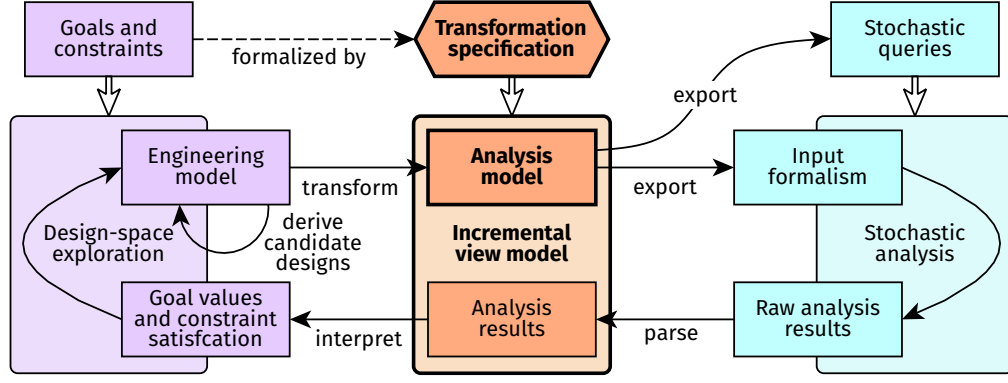 Goals and
constraints
formalized by
Transformation
specification
Stochastic
queries
export
Engineering
model
transform
Analysis
model
export
Input
formalism
Design-space
exploration
derive
candidate
designs
Incremental
view model
Stochastic
analysis
Goal values
and constraint
satisfcation
interpret
Analysis
results
parse
Raw analysis
results